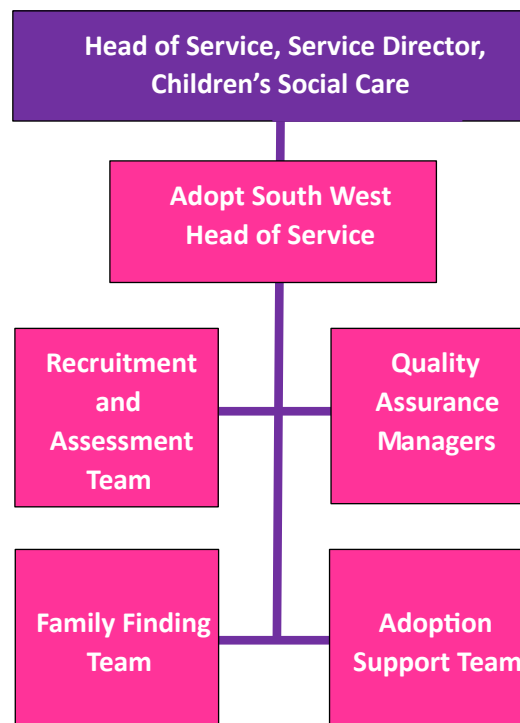 Head of Service, Service Director,
Children's Social Care
Adopt South West
Head of Service
Recruitment
and
Assessment
Team
Quality
Assurance
Managers
Family Finding
Team
Adoption
Support Team